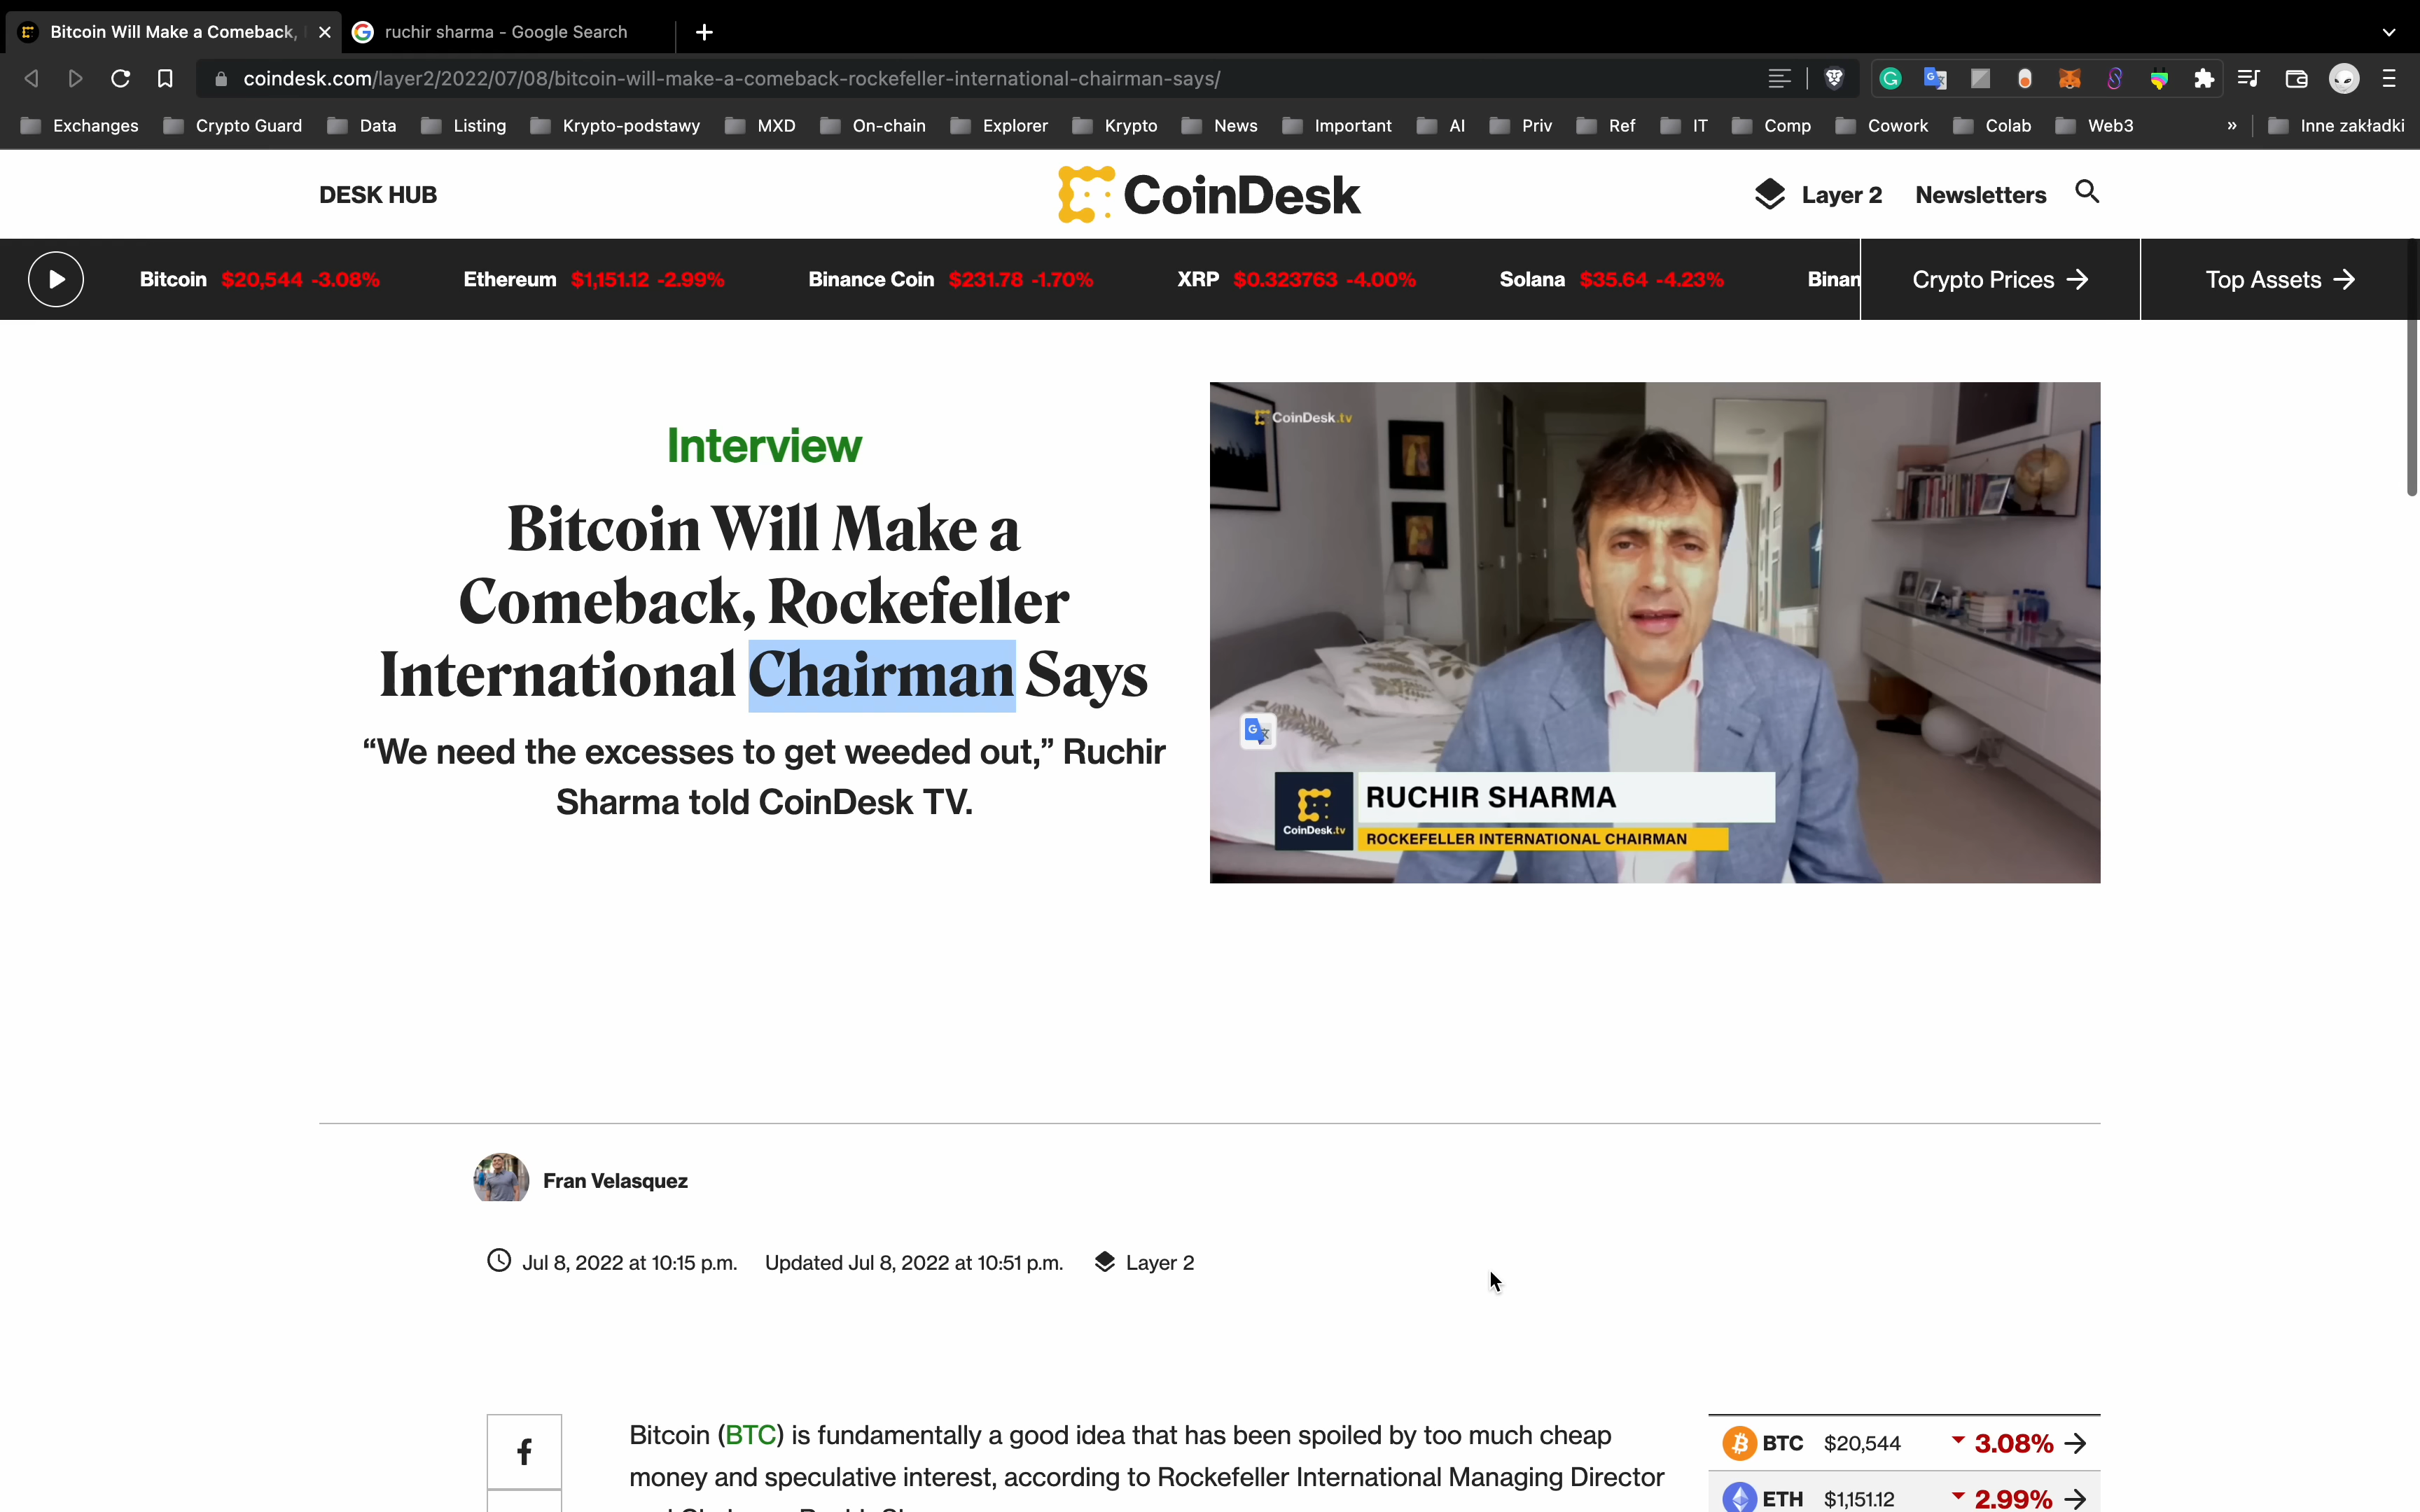 Bitcoin Will Make a Comeback,
ruchir sharma - Google Search
coindesk.com/layer2/2022/07/08/bitcoin-will-make-a-comeback-rockefeller-international-chairman-says/
Exchanges Crypto Guard Data Listing Krypto-podstawy MXD On-chain Explorer Krypto News Important AI Priv Ref IT Comp Cowork Colab Web3 » Inne zakładki
DESK HUB CoinDesk Layer 2 Newsletters
Bitcoin $20,544 -3.08% Ethereum $1,151.12 -2.99% Binance Coin $231.78 -1.70% XRP $0.323763 -4.00% Solana $35.64 -4.23% Binan Crypto Prices → Top Assets →
Interview
Bitcoin Will Make a
Comeback, Rockefeller
International Chairman Says
“We need the excesses to get weeded out,” Ruchir
Sharma told CoinDesk TV.
CoinDesk.tv
RUCHIR SHARMA
CoinDesk.tv
ROCKEFELLER INTERNATIONAL CHAIRMAN
Fran Velasquez
Jul 8, 2022 at 10:15 p.m. Updated Jul 8, 2022 at 10:51 p.m. Layer 2
Bitcoin (BTC) is fundamentally a good idea that has been spoiled by too much cheap
money and speculative interest, according to Rockefeller International Managing Director
BTC $20,544 3.08%
ETH $1,151.12 2.99%